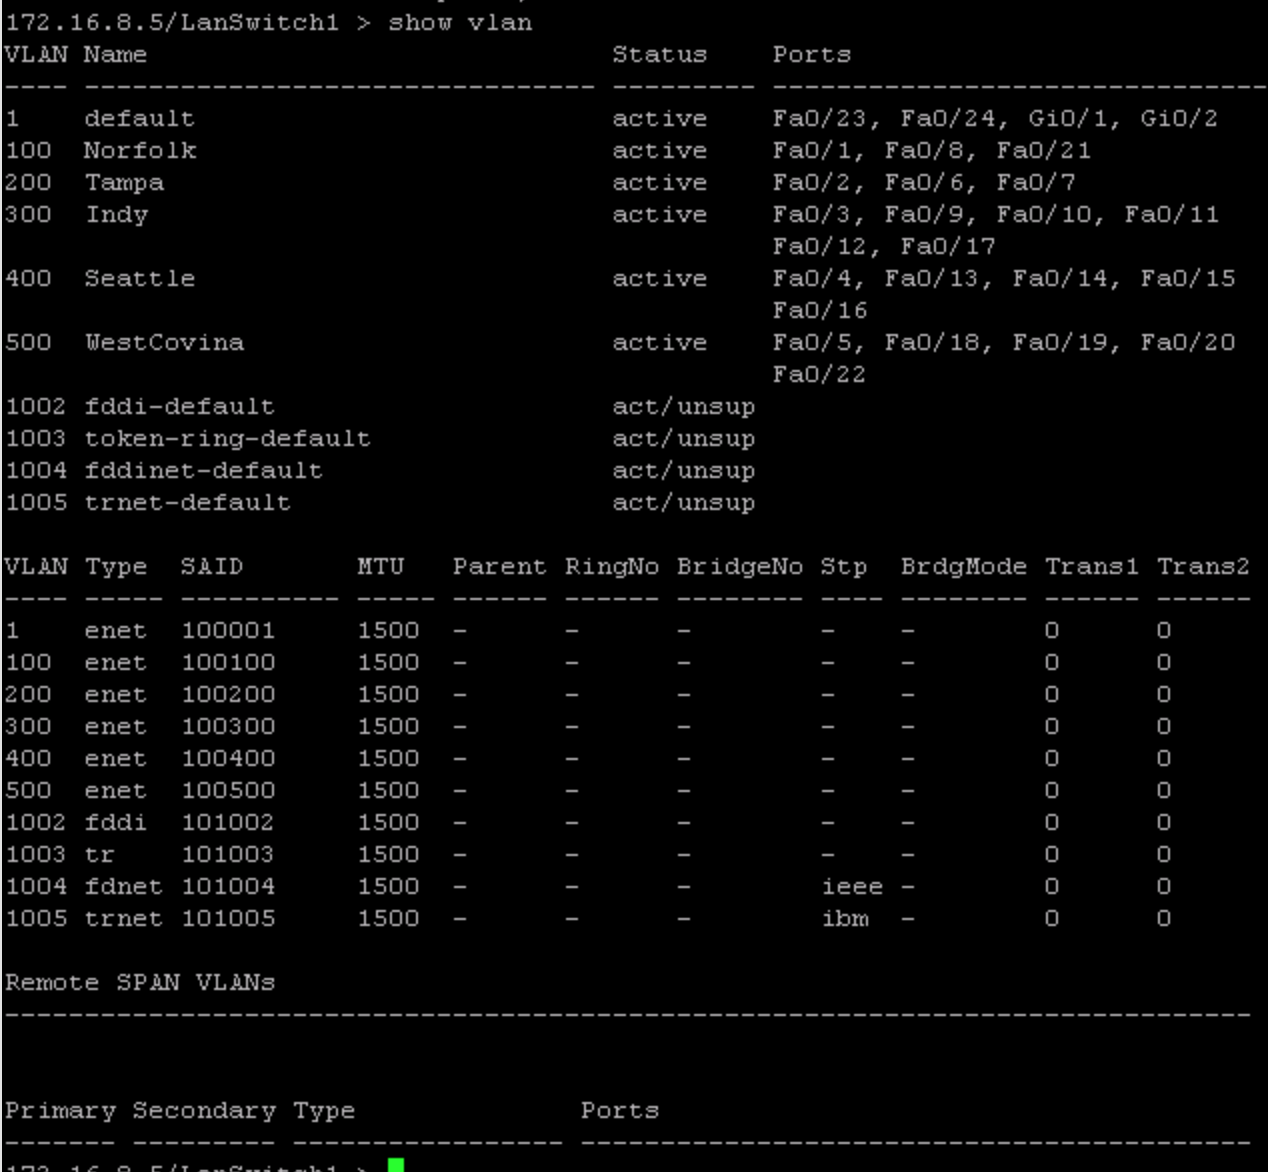 172.16.8.5/LanSwitch1 > show vlan
VLAN Name                             Status    Ports
---- -------------------------------- --------- -------------------------------
1    default                          active    Fa0/23, Fa0/24, Gi0/1, Gi0/2
100  Norfolk                          active    Fa0/1, Fa0/8, Fa0/21
200  Tampa                            active    Fa0/2, Fa0/6, Fa0/7
300  Indy                             active    Fa0/3, Fa0/9, Fa0/10, Fa0/11
                                                Fa0/12, Fa0/17
400  Seattle                          active    Fa0/4, Fa0/13, Fa0/14, Fa0/15
                                                Fa0/16
500  WestCovina                       active    Fa0/5, Fa0/18, Fa0/19, Fa0/20
                                                Fa0/22
1002 fddi-default                     act/unsup
1003 token-ring-default               act/unsup
1004 fddinet-default                  act/unsup
1005 trnet-default                    act/unsup

VLAN Type  SAID       MTU   Parent RingNo BridgeNo Stp  BrdgMode Trans1 Trans2
---- ----- ---------- ----- ------ ------ -------- ---- -------- ------ ------
1    enet  100001     1500  -      -      -        -    -        0      0
100  enet  100100     1500  -      -      -        -    -        0      0
200  enet  100200     1500  -      -      -        -    -        0      0
300  enet  100300     1500  -      -      -        -    -        0      0
400  enet  100400     1500  -      -      -        -    -        0      0
500  enet  100500     1500  -      -      -        -    -        0      0
1002 fddi  101002     1500  -      -      -        -    -        0      0
1003 tr    101003     1500  -      -      -        -    -        0      0
1004 fdnet 101004     1500  -      -      -        ieee -        0      0
1005 trnet 101005     1500  -      -      -        ibm  -        0      0

Remote SPAN VLANs
------------------------------------------------------------------------------

Primary Secondary Type              Ports
------- --------- ----------------- ------------------------------------------
172.16.8.5/LanSwitch1 >